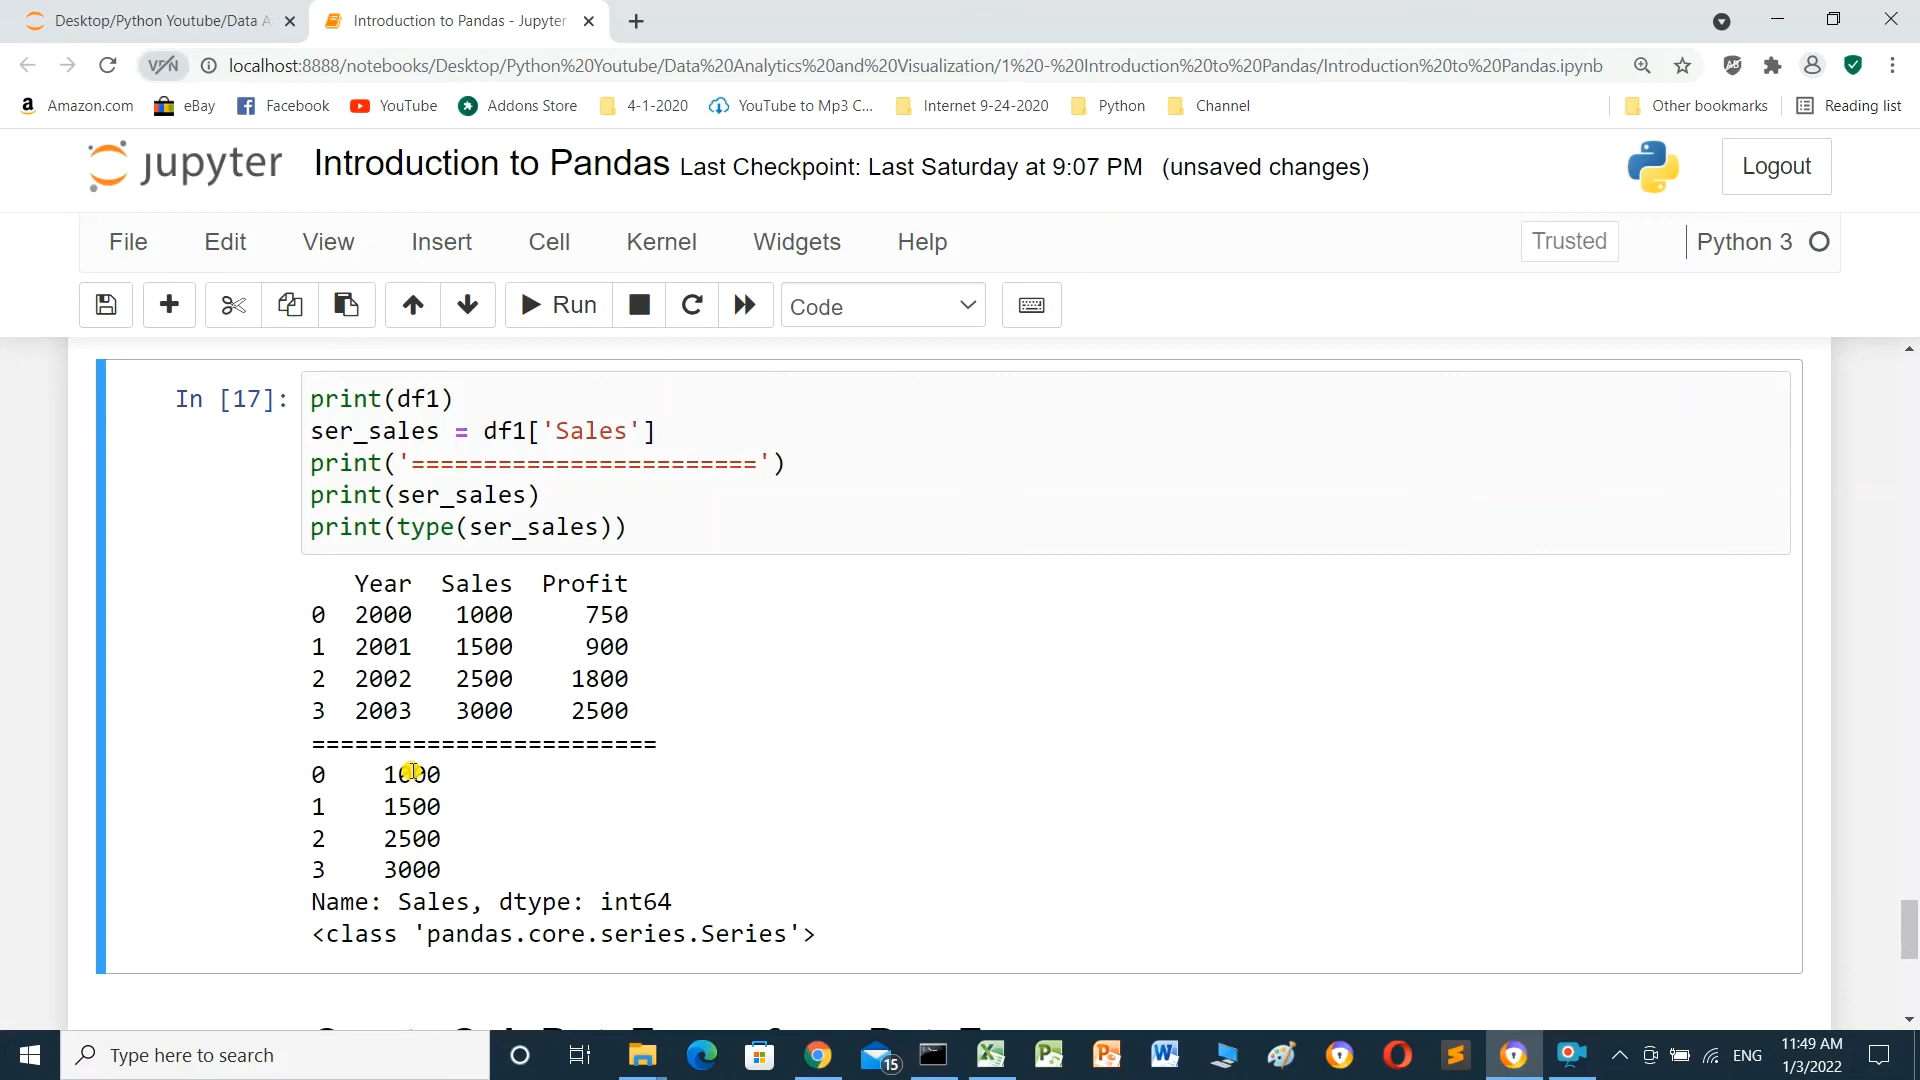 Desktop/Python Youtube/Data A
Introduction to Pandas - Jupyter
VPN
localhost:8888/notebooks/Desktop/Python%20Youtube/Data%20Analytics%20and%20Visualization/1%20-%20Introduction%20to%20Pandas/Introduction%20to%20Pandas.ipynb
Amazon.com eBay Facebook YouTube Addons Store 4-1-2020 YouTube to Mp3 C... Internet 9-24-2020 Python Channel Other bookmarks Reading list
jupyter Introduction to Pandas Last Checkpoint: Last Saturday at 9:07 PM (unsaved changes) Logout
File Edit View Insert Cell Kernel Widgets Help Trusted Python 3
Run Code
In [17]: print(df1)
ser_sales = df1['Sales']
print('========================')
print(ser_sales)
print(type(ser_sales))
Year Sales Profit
0 2000 1000 750
1 2001 1500 900
2 2002 2500 1800
3 2003 3000 2500
========================
0 1000
1 1500
2 2500
3 3000
Name: Sales, dtype: int64
<class 'pandas.core.series.Series'>
Type here to search
15
ENG
11:49 AM
1/3/2022